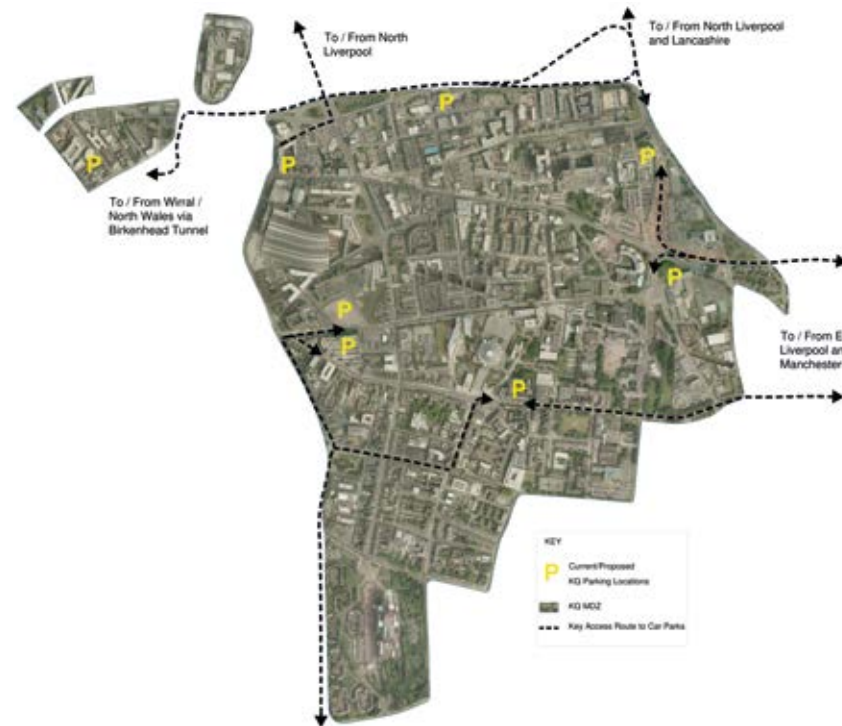 To / From North
Liverpool
To / From North Liverpool
and Lancashire
P
P
P
P
To / From Wirral /
North Wales via
Birkenhead Tunnel
P
P
P
To / From E
Liverpool an
Manchester
P
KEY
P
Current/Proposed
KQ Parking Locations
KQ MDZ
Key Access Route to Car Parks